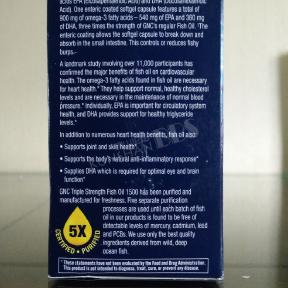 acids EPA (eicosapentaenoic Acid) and DHA (docosahexaenoic
Acid). One enteric coated softgel capsule features a total of
900 mg of omega-3 fatty acids – 540 mg of EPA and 360 mg
of DHA, three times the strength of GNC's regular Fish Oil. The
enteric coating allows the softgel capsule to break down and
absorb in the small intestine. This controls or reduces fishy
burps.
A landmark study involving over 11,000 participants has
confirmed the major benefits of fish oil on cardiovascular
health. The omega-3 fatty acids found in fish oil are necessary
for heart health.* They help support normal, healthy cholesterol
levels and are necessary in the maintenance of normal blood
pressure.* Individually, EPA is important for circulatory system
health, and DHA provides support for healthy triglyceride
levels.*
In addition to numerous heart health benefits, fish oil also:
• Supports joint and skin health*
• Supports the body's natural anti-inflammatory response*
• Supplies DHA which is required for optimal eye and brain
function*
GNC Triple Strength Fish Oil 1500 has been purified and
manufactured for freshness. Five separate purification
processes are used until each batch of fish
oil in our products is found to be free of
detectable levels of mercury, cadmium, lead
and PCBs. We use only the best quality
ingredients derived from wild, deep
ocean fish.
5X
CERTIFIED • PURIFIED
* These statements have not been evaluated by the Food and Drug Administration.
This product is not intended to diagnose, treat, cure, or prevent any disease.